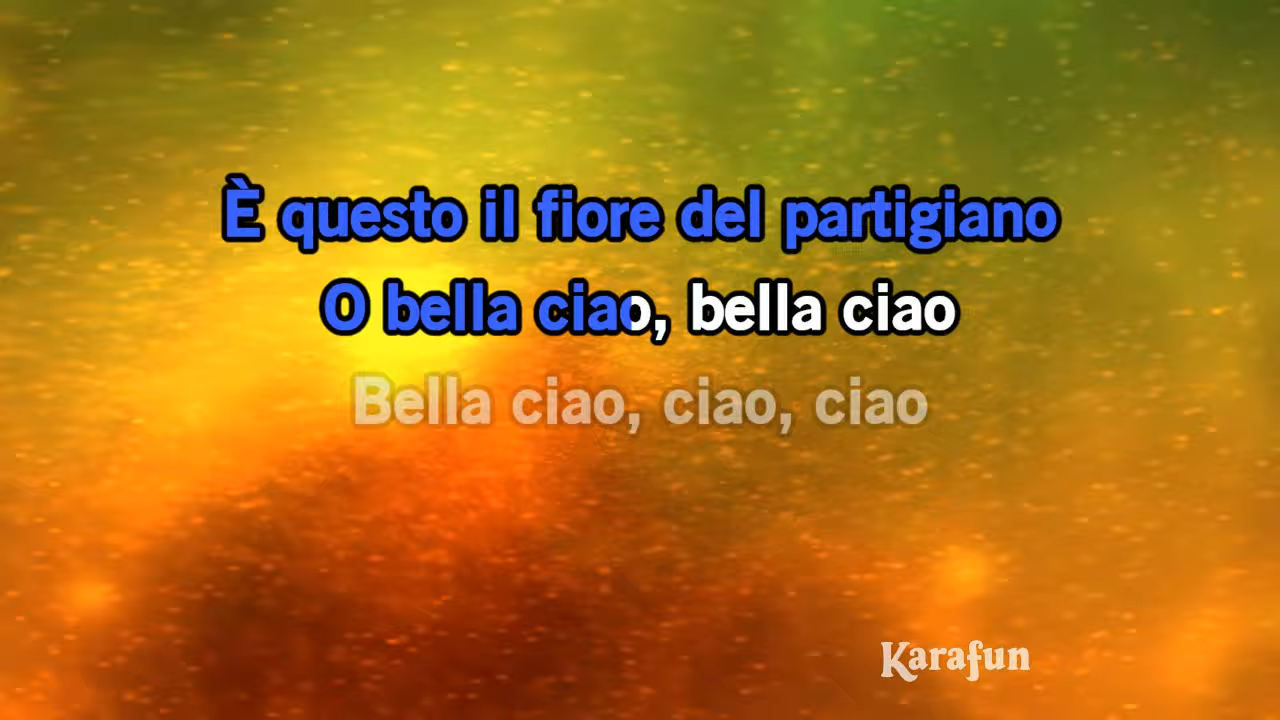 È questo il fiore del partigiano
O bella ciao, bella ciao
Bella ciao, ciao, ciao
Karafun